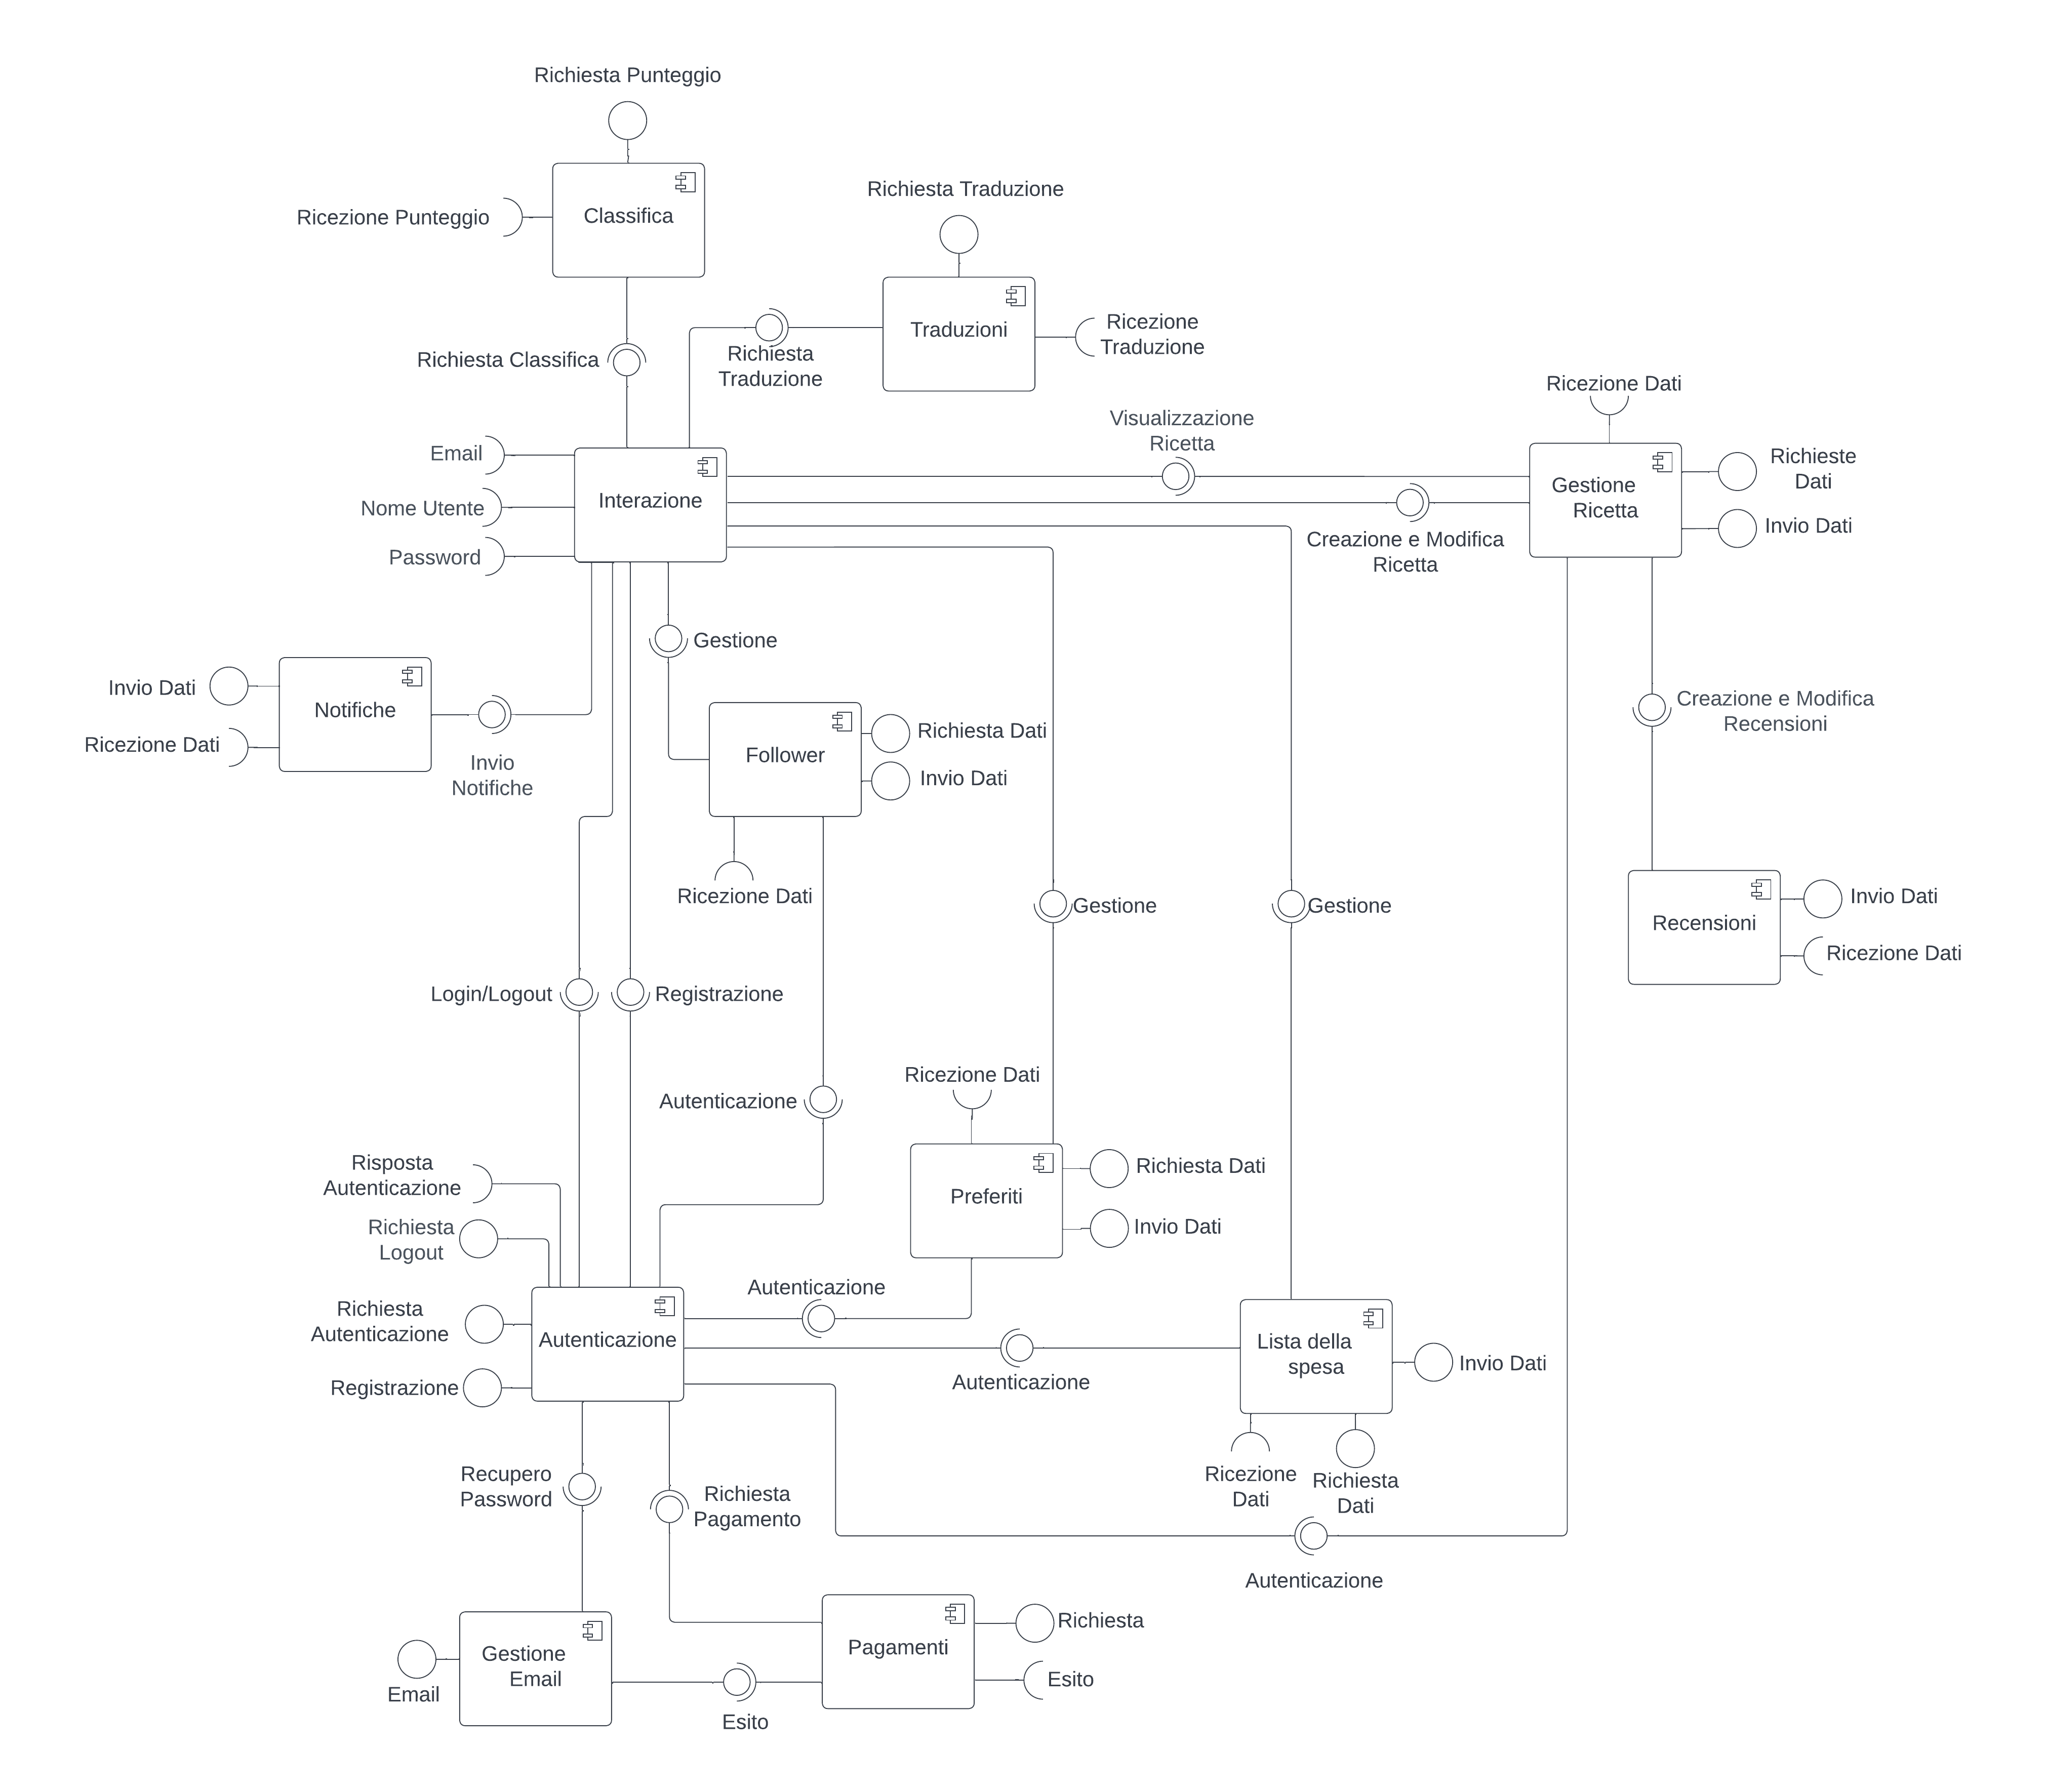 Richiesta Punteggio
Classifica
Ricezione Punteggio
Richiesta Traduzione
Traduzioni
Ricezione
Traduzione
Richiesta
Traduzione
Richiesta Classifica
Ricezione Dati
Visualizzazione
Ricetta
Email
Nome Utente
Password
Interazione
Gestione
Ricetta
Richieste
Dati
Invio Dati
Creazione e Modifica
Ricetta
Gestione
Invio Dati
Ricezione Dati
Notifiche
Invio
Notifiche
Follower
Richiesta Dati
Invio Dati
Ricezione Dati
Creazione e Modifica
Recensioni
Gestione
Gestione
Recensioni
Invio Dati
Ricezione Dati
Login/Logout
Registrazione
Autenticazione
Ricezione Dati
Preferiti
Richiesta Dati
Invio Dati
Risposta
Autenticazione
Richiesta
Logout
Richiesta
Autenticazione
Registrazione
Autenticazione
Autenticazione
Autenticazione
Lista della
spesa
Invio Dati
Ricezione
Dati
Richiesta
Dati
Recupero
Password
Richiesta
Pagamento
Autenticazione
Gestione
Email
Email
Esito
Pagamenti
Richiesta
Esito